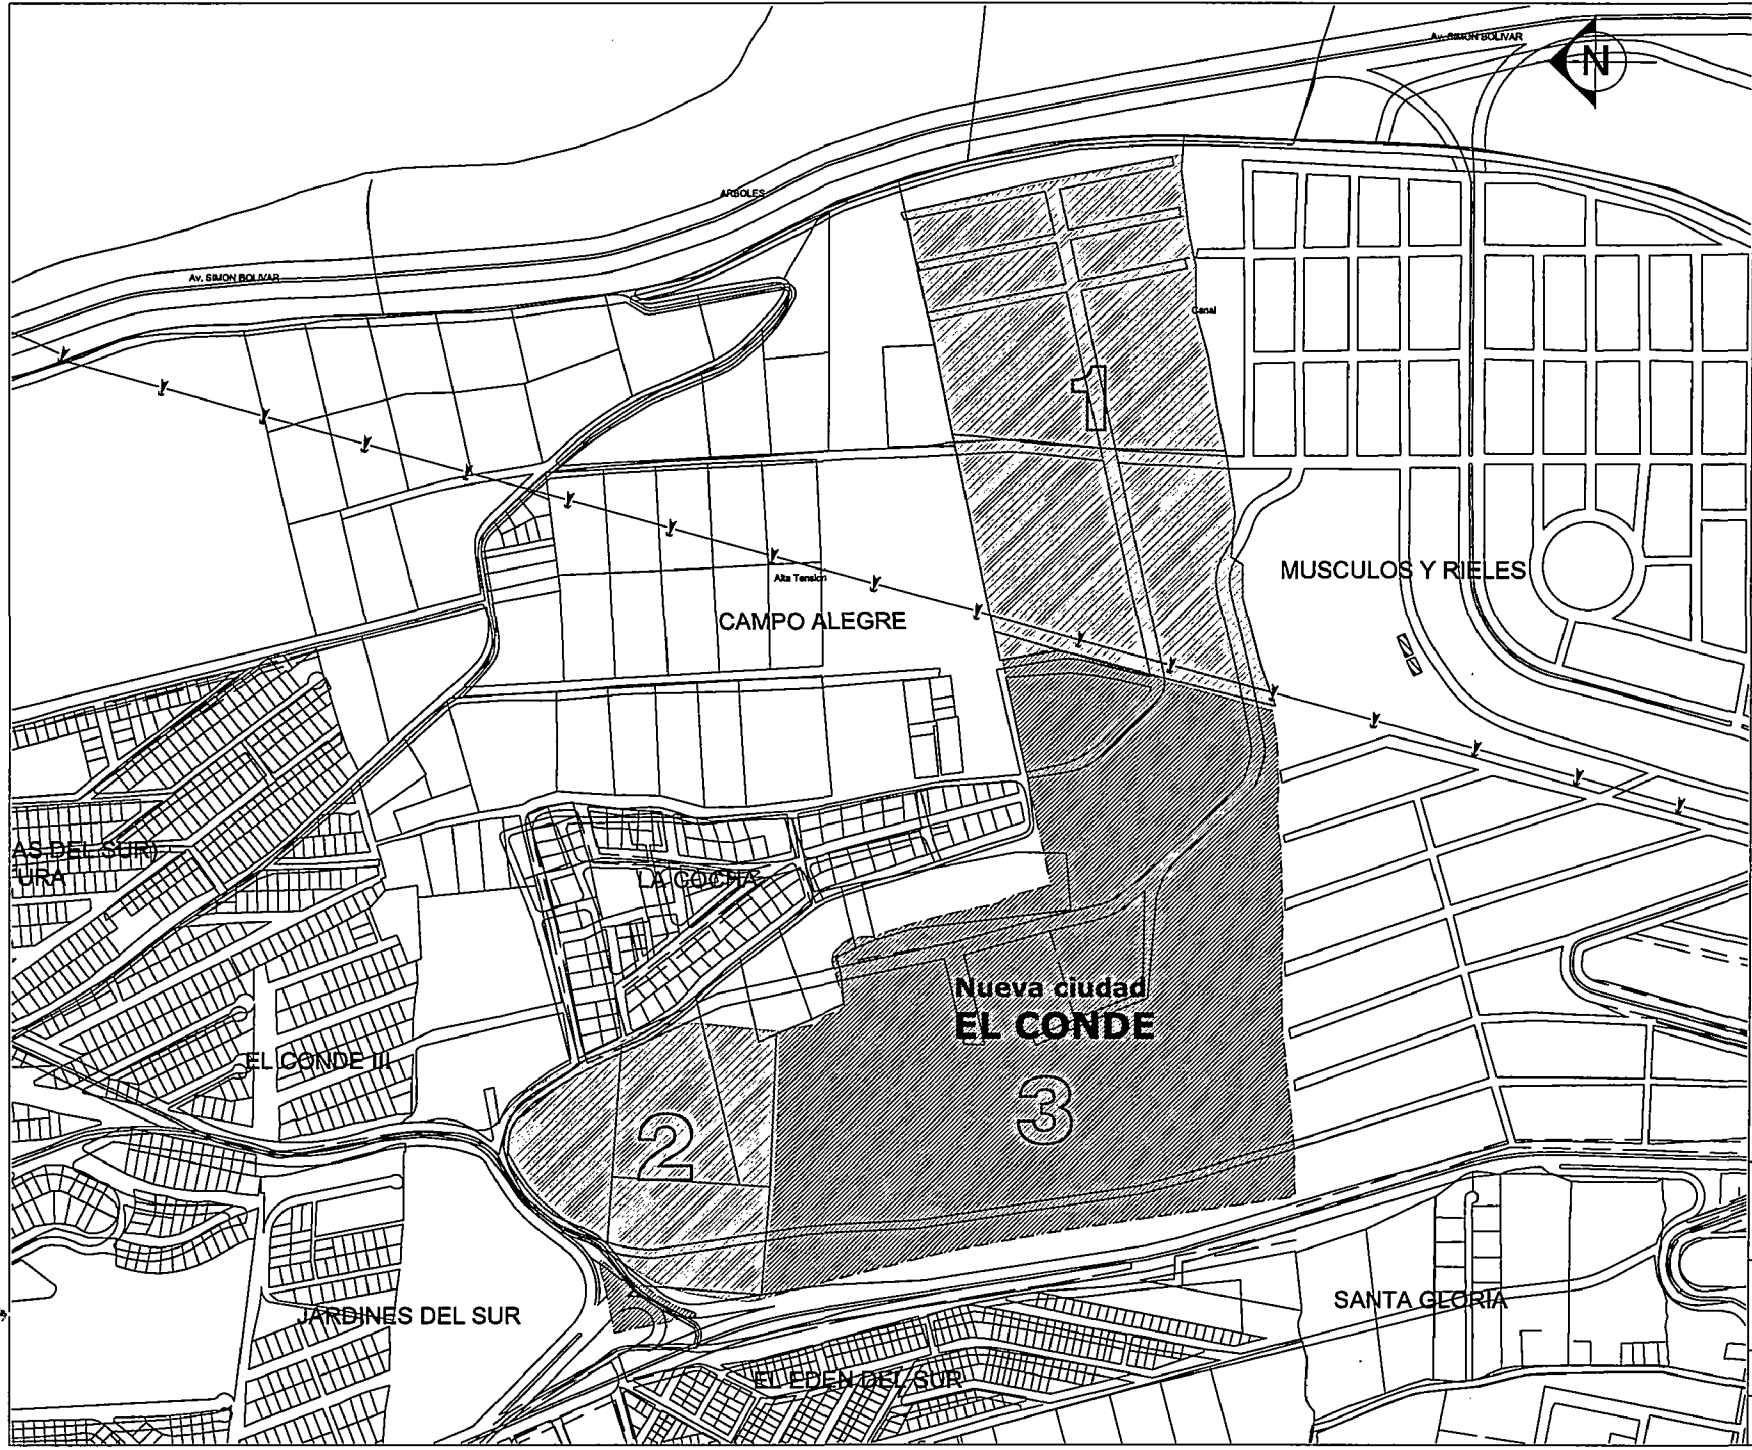 Av. SIMON BOLIVAR
N
ARBOLES
Av. SIMON BOLIVAR
Canal
1
MUSCULOS Y RIELES
Alta Tension
CAMPO ALEGRE
AS DEL SUR)
URA
LA COCHA
Nueva ciudad
EL CONDE
EL CONDE III
3
2
SANTA GLORIA
JARDINES DEL SUR
EL EDEN DEL SUR